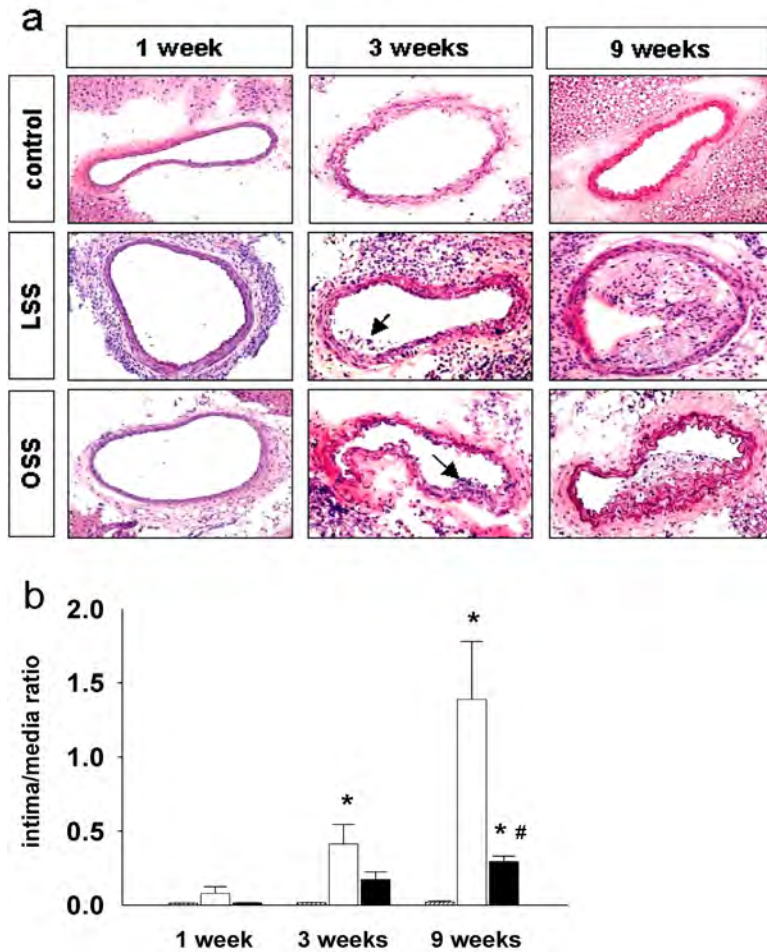 a
1 week 3 weeks 9 weeks
control
LSS
OSS
b
intima/media ratio
2.0
1.5
1.0
0.5
0.0
*
*
* #
1 week 3 weeks 9 weeks